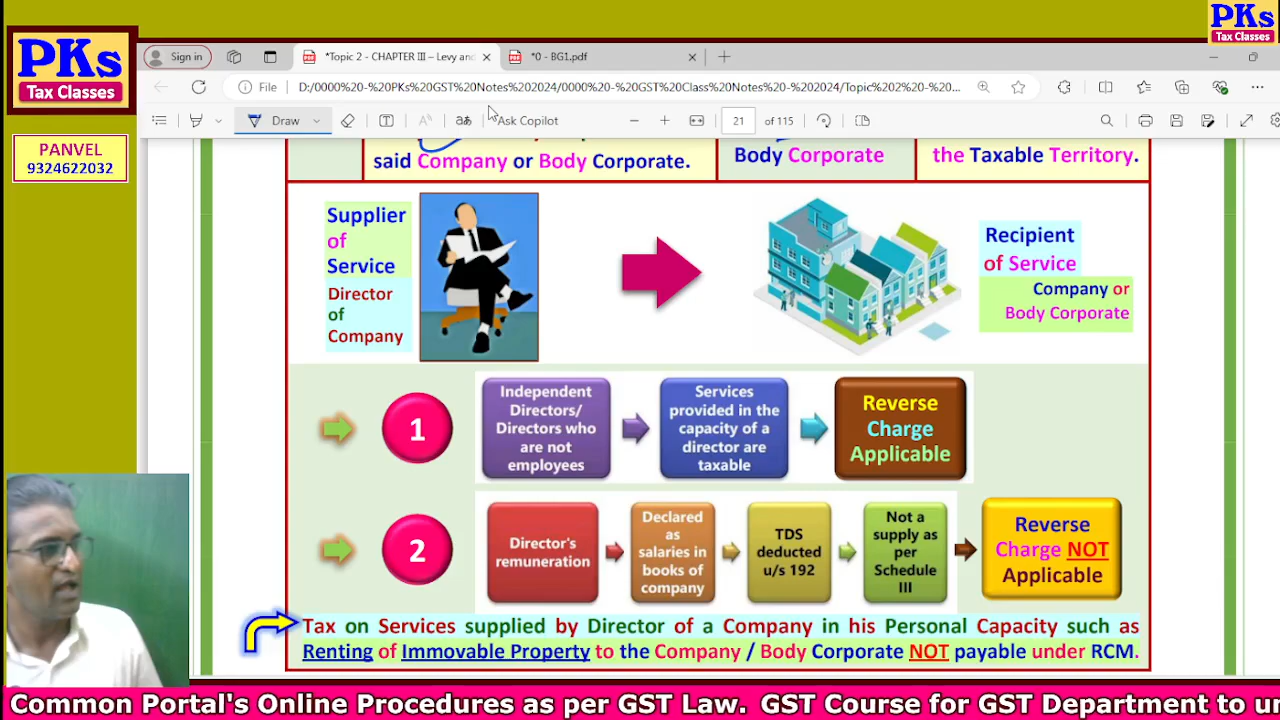 PKs
Tax Classes
PANVEL
9324622032
PKs
Tax Classes
Sign in
*Topic 2 - CHAPTER III – Levy and
*0 - BG1.pdf
File
D:/0000%20-%20PKs%20GST%20Notes%202024/0000%20-%20GST%20Class%20Notes%20-%202024/Topic%202%20-%20...
Draw
Ask Copilot
21 of 115
said Company or Body Corporate.
Body Corporate
the Taxable Territory.
Supplier
of
Service
Director
of
Company
Recipient
of Service
Company or
Body Corporate
1
Independent
Directors/
Directors who
are not
employees
Services
provided in the
capacity of a
director are
taxable
Reverse
Charge
Applicable
2
Director's
remuneration
Declared
as
salaries in
books of
company
TDS
deducted
u/s 192
Not a
supply as
per
Schedule
III
Reverse
Charge NOT
Applicable
Tax on Services supplied by Director of a Company in his Personal Capacity such as
Renting of Immovable Property to the Company / Body Corporate NOT payable under RCM.
Common Portal's Online Procedures as per GST Law. GST Course for GST Department to un